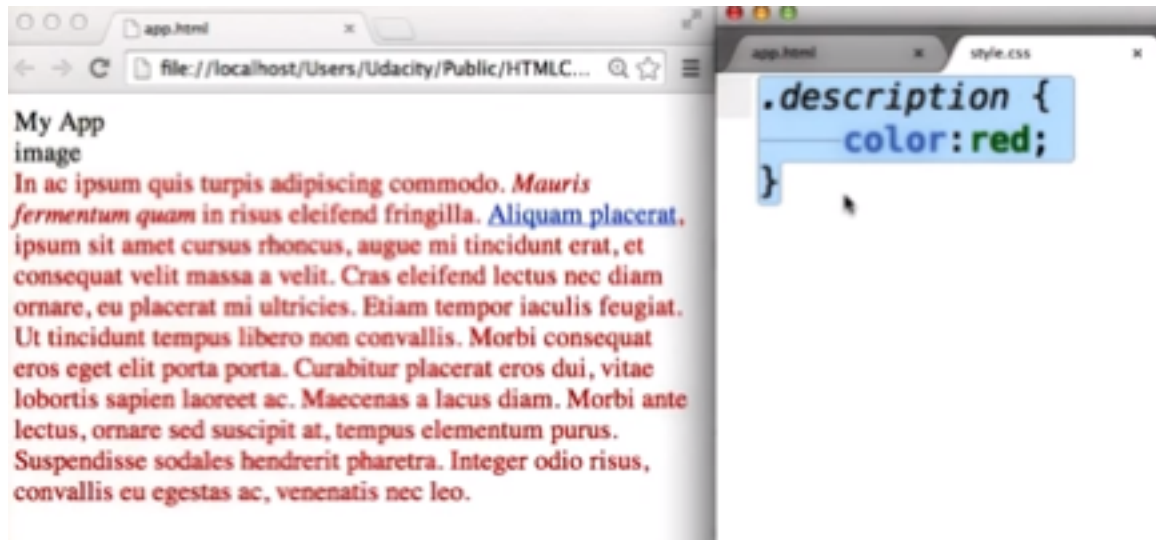 app.html
file://localhost/Users/Udacity/Public/HTMLC...
My App
image
In ac ipsum quis turpis adipiscing commodo. Mauris
fermentum quam in risus eleifend fringilla. Aliquam placerat,
ipsum sit amet cursus rhoncus, augue mi tincidunt erat, et
consequat velit massa a velit. Cras eleifend lectus nec diam
ornare, eu placerat mi ultricies. Etiam tempor iaculis feugiat.
Ut tincidunt tempus libero non convallis. Morbi consequat
eros eget elit porta porta. Curabitur placerat eros dui, vitae
lobortis sapien laoreet ac. Maecenas a lacus diam. Morbi ante
lectus, ornare sed suscipit at, tempus elementum purus.
Suspendisse sodales hendrerit pharetra. Integer odio risus,
convallis eu egestas ac, venenatis nec leo.
app.html style.css
.description {
color:red;
}